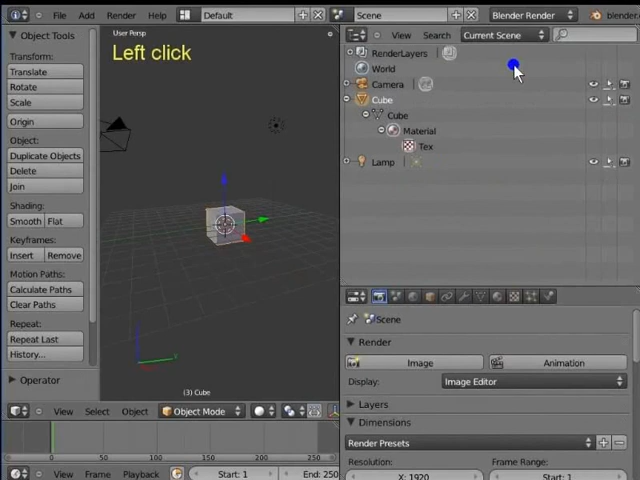 File Add Render Help Default Scene Blender Render blender
Object Tools
Transform:
Translate
Rotate
Scale
Origin
Object:
Duplicate Objects
Delete
Join
Shading:
Smooth Flat
Keyframes:
Insert Remove
Motion Paths:
Calculate Paths
Clear Paths
Repeat:
Repeat Last
History...
Operator
User Persp
Left click
(3) Cube
View Select Object Object Mode
0 50 100 150 200 250
View Frame Playback Start: 1 End: 250
View Search Current Scene
RenderLayers
World
Camera
Cube
Cube
Material
Tex
Lamp
Scene
Render
Image Animation
Display: Image Editor
Layers
Dimensions
Render Presets
Resolution: Frame Range:
X: 1920 Start: 1